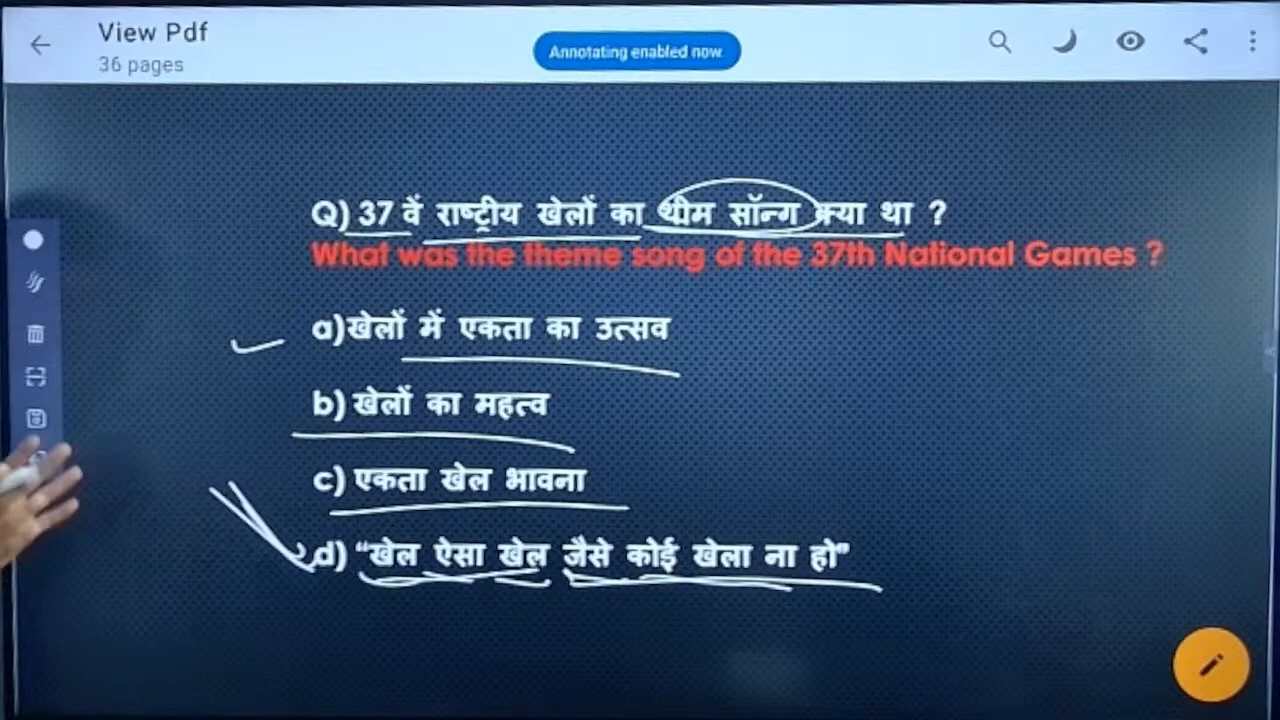 View Pdf
36 pages
Annotating enabled now.
Q) 37 वें राष्ट्रीय खेलों का थीम सॉन्ग क्या था ?
What was the theme song of the 37th National Games ?
a)खेलों में एकता का उत्सव
b) खेलों का महत्व
c) एकता खेल भावना
d) “खेल ऐसा खेल जैसे कोई खेला ना हो”